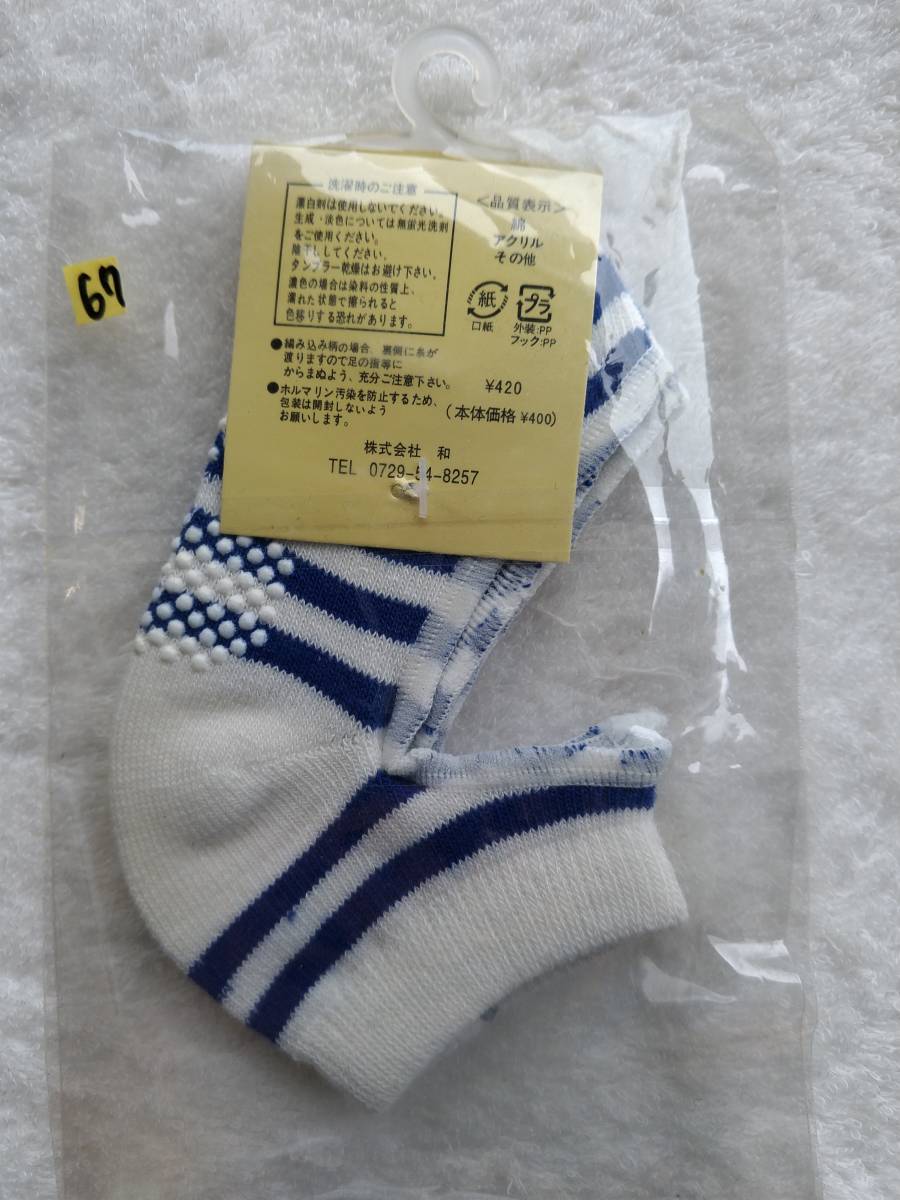 洗濯時のご注意
漂白剤は使用しないでください。
生成・淡色については無蛍光洗剤
をご使用ください。
陰干ししてください。
タンブラー乾燥はお避け下さい。
濃色の場合は染料の性質上、
濡れた状態で擦られると
色移りする恐れがあります。
●編み込み柄の場合、裏側に糸が
渡りますので足の指等に
からまぬよう、充分ご注意下さい。
●ホルマリン汚染を防止するため、
包装は開封しないよう
お願いします。
<品質表示>
綿
アクリル
その他
紙
口紙
プラ
外装:PP
フック:PP
¥420
(本体価格 ¥400)
株式会社 和
TEL 0729-54-8257
67